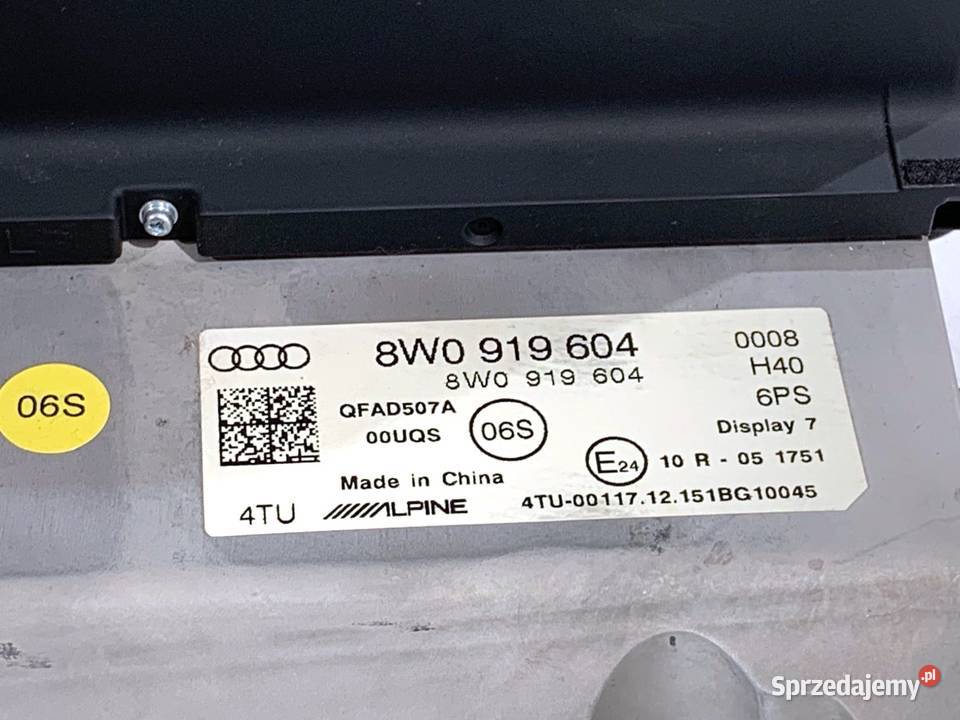 L
06S
8W0 919 604
8W0 919 604
0008
H40
6PS
QFAD507A
00UQS
06S
Display 7
E24
10 R - 05 1751
Made in China
4TU
ALPINE
4TU-00117.12.151BG10045
Sprzedajemy.pl